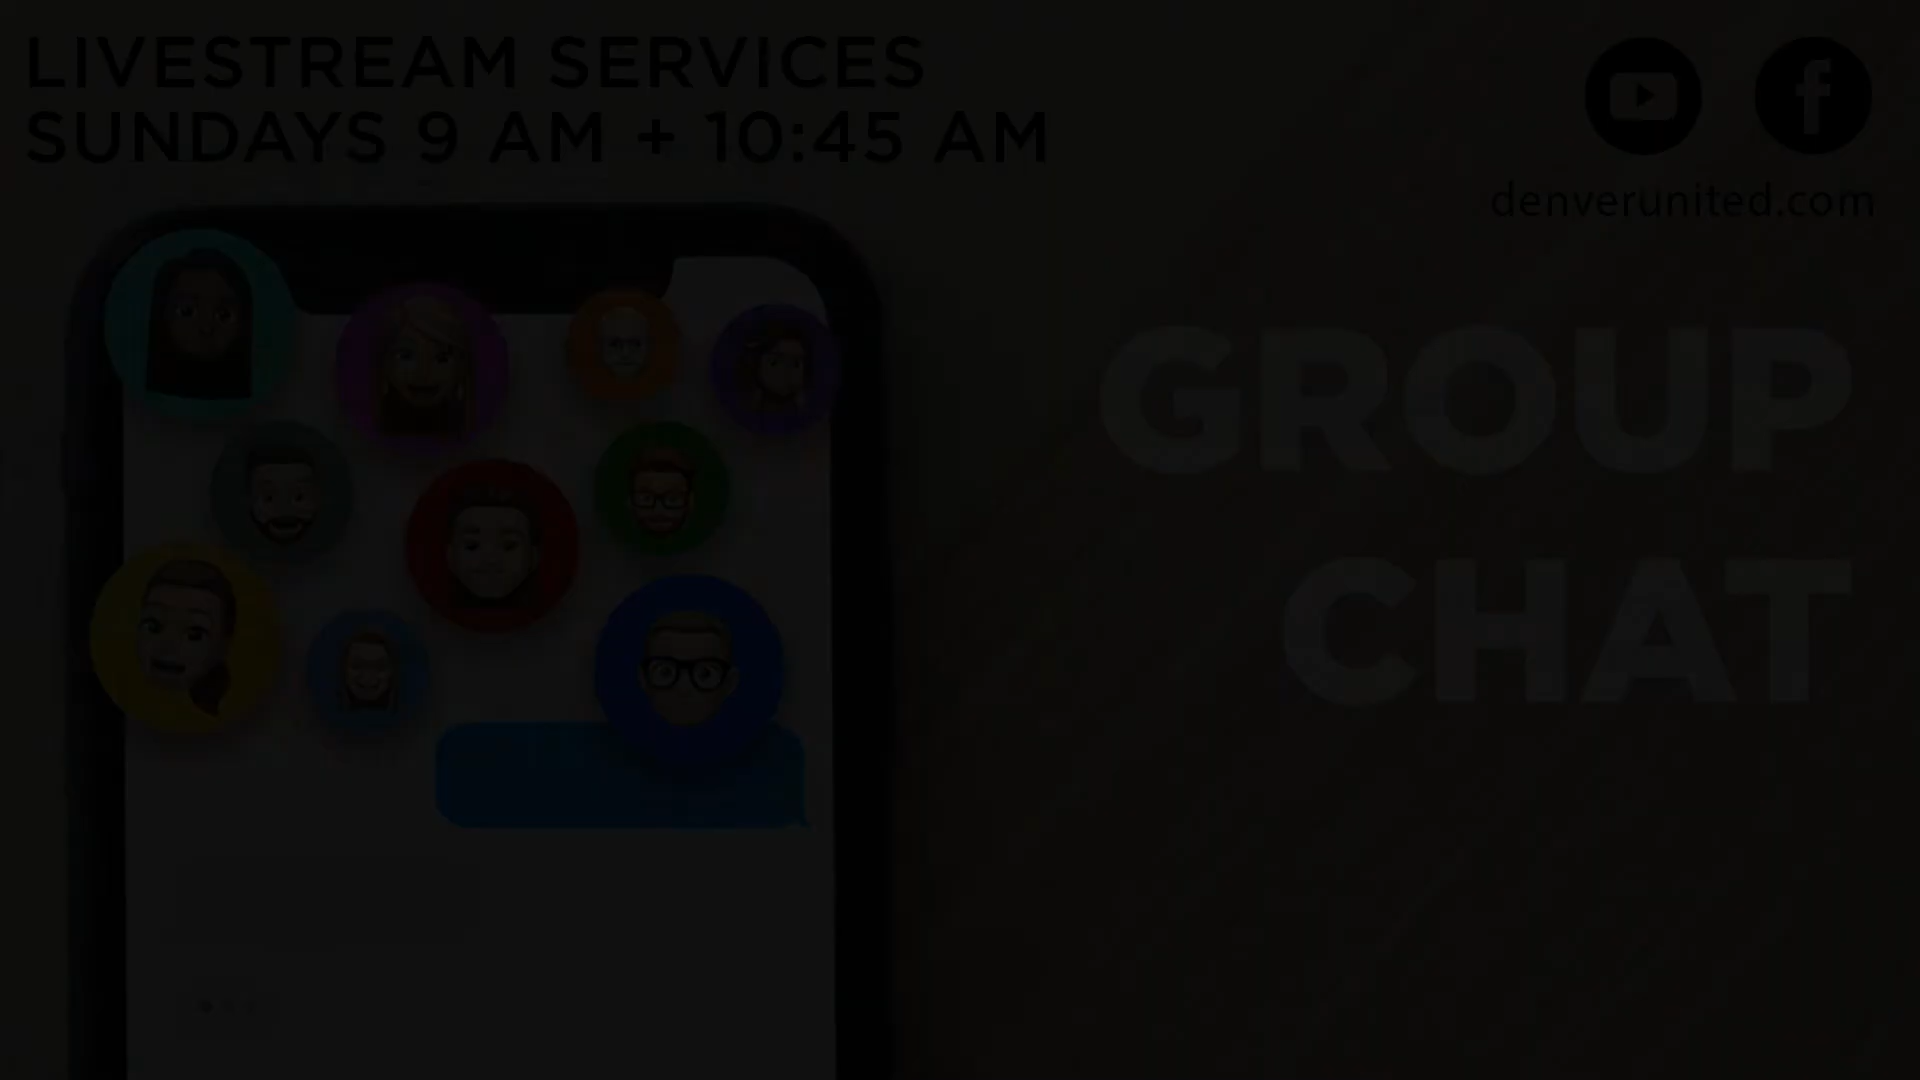 LIVESTREAM SERVICES
SUNDAYS 9 AM + 10:45 AM
denverunited.com
GROUP
CHAT